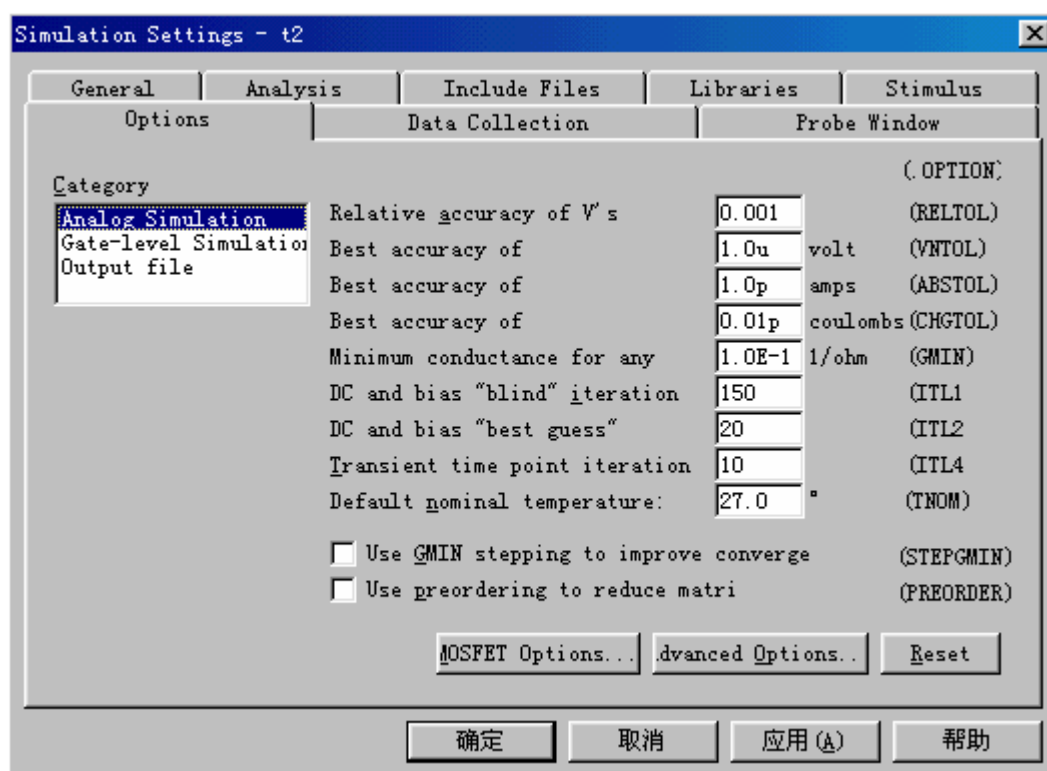 Simulation Settings - t2
General Analysis Include Files Libraries Stimulus
Options Data Collection Probe Window
(.OPTION)
Category
Analog Simulation
Gate-level Simulation
Output file
Relative accuracy of V's 0.001 (RELTOL)
Best accuracy of 1.0u volt (VNTOL)
Best accuracy of 1.0p amps (ABSTOL)
Best accuracy of 0.01p coulombs (CHGTOL)
Minimum conductance for any 1.0E-1 1/ohm (GMIN)
DC and bias "blind" iteration 150 (ITL1
DC and bias "best guess" 20 (ITL2
Transient time point iteration 10 (ITL4
Default nominal temperature: 27.0 ° (TNOM)
Use GMIN stepping to improve converge (STEPGMIN)
Use preordering to reduce matri (PREORDER)
MOSFET Options... dvanced Options.. Reset
确定 取消 应用(A) 帮助